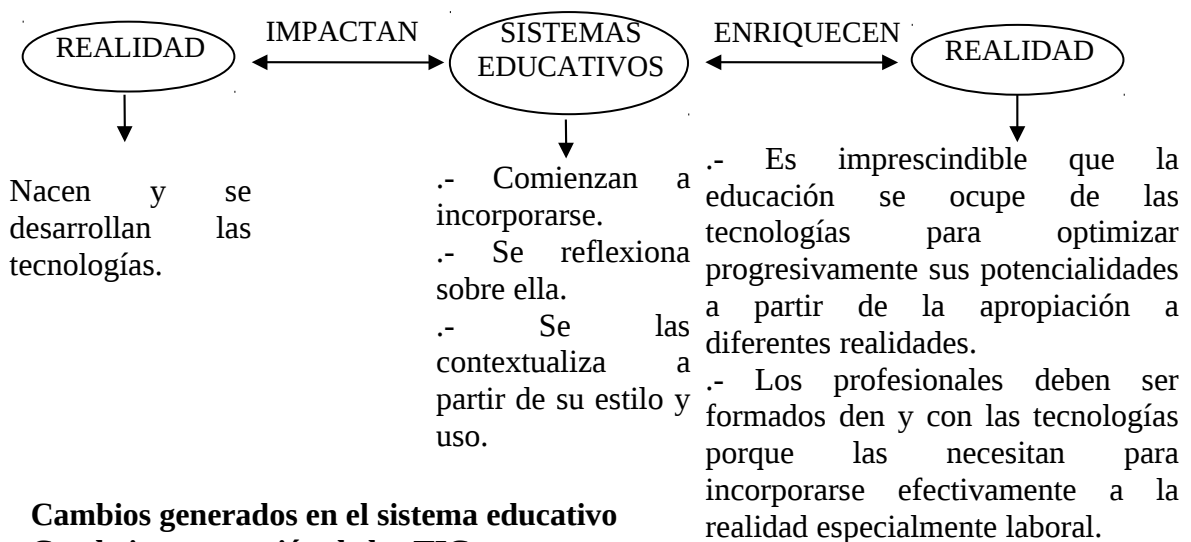 REALIDAD
IMPACTAN
SISTEMAS
EDUCATIVOS
ENRIQUECEN
REALIDAD
Nacen y se
desarrollan las
tecnologías.
.- Comienzan a
incorporarse.
.- Se reflexiona
sobre ella.
.- Se las
contextualiza a
partir de su estilo y
uso.
.- Es imprescindible que la
educación se ocupe de las
tecnologías para optimizar
progresivamente sus potencialidades
a partir de la apropiación a
diferentes realidades.
.- Los profesionales deben ser
formados den y con las tecnologías
porque las necesitan para
incorporarse efectivamente a la
realidad especialmente laboral.
Cambios generados en el sistema educativo